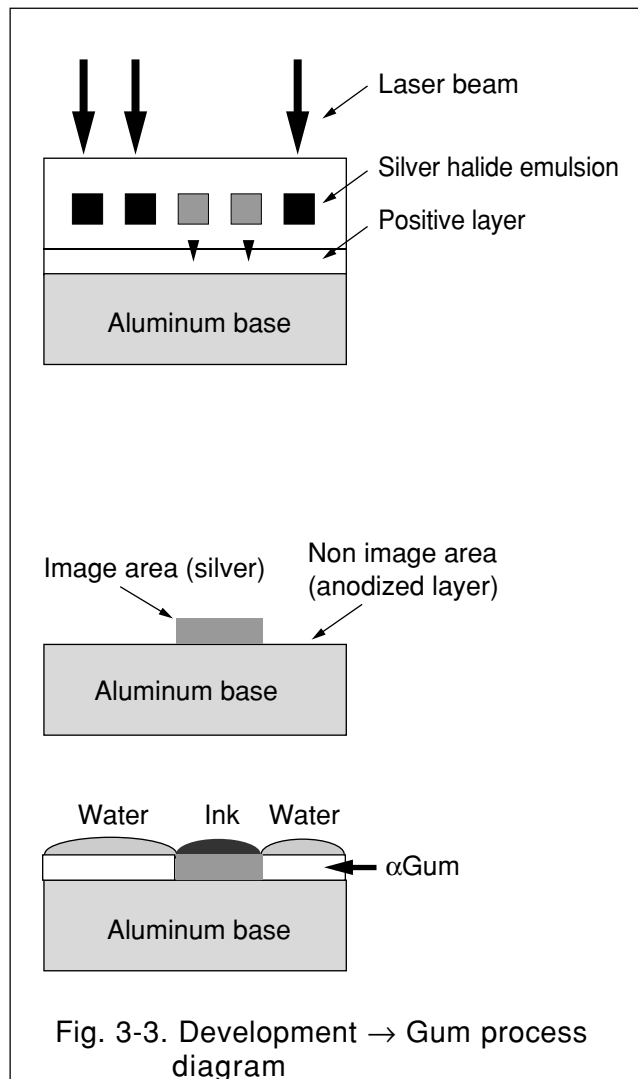 Laser beam
Silver halide emulsion
Positive layer
Aluminum base
Image area (silver)
Non image area
(anodized layer)
Aluminum base
Water Ink Water
αGum
Aluminum base
Fig. 3-3. Development → Gum process
diagram